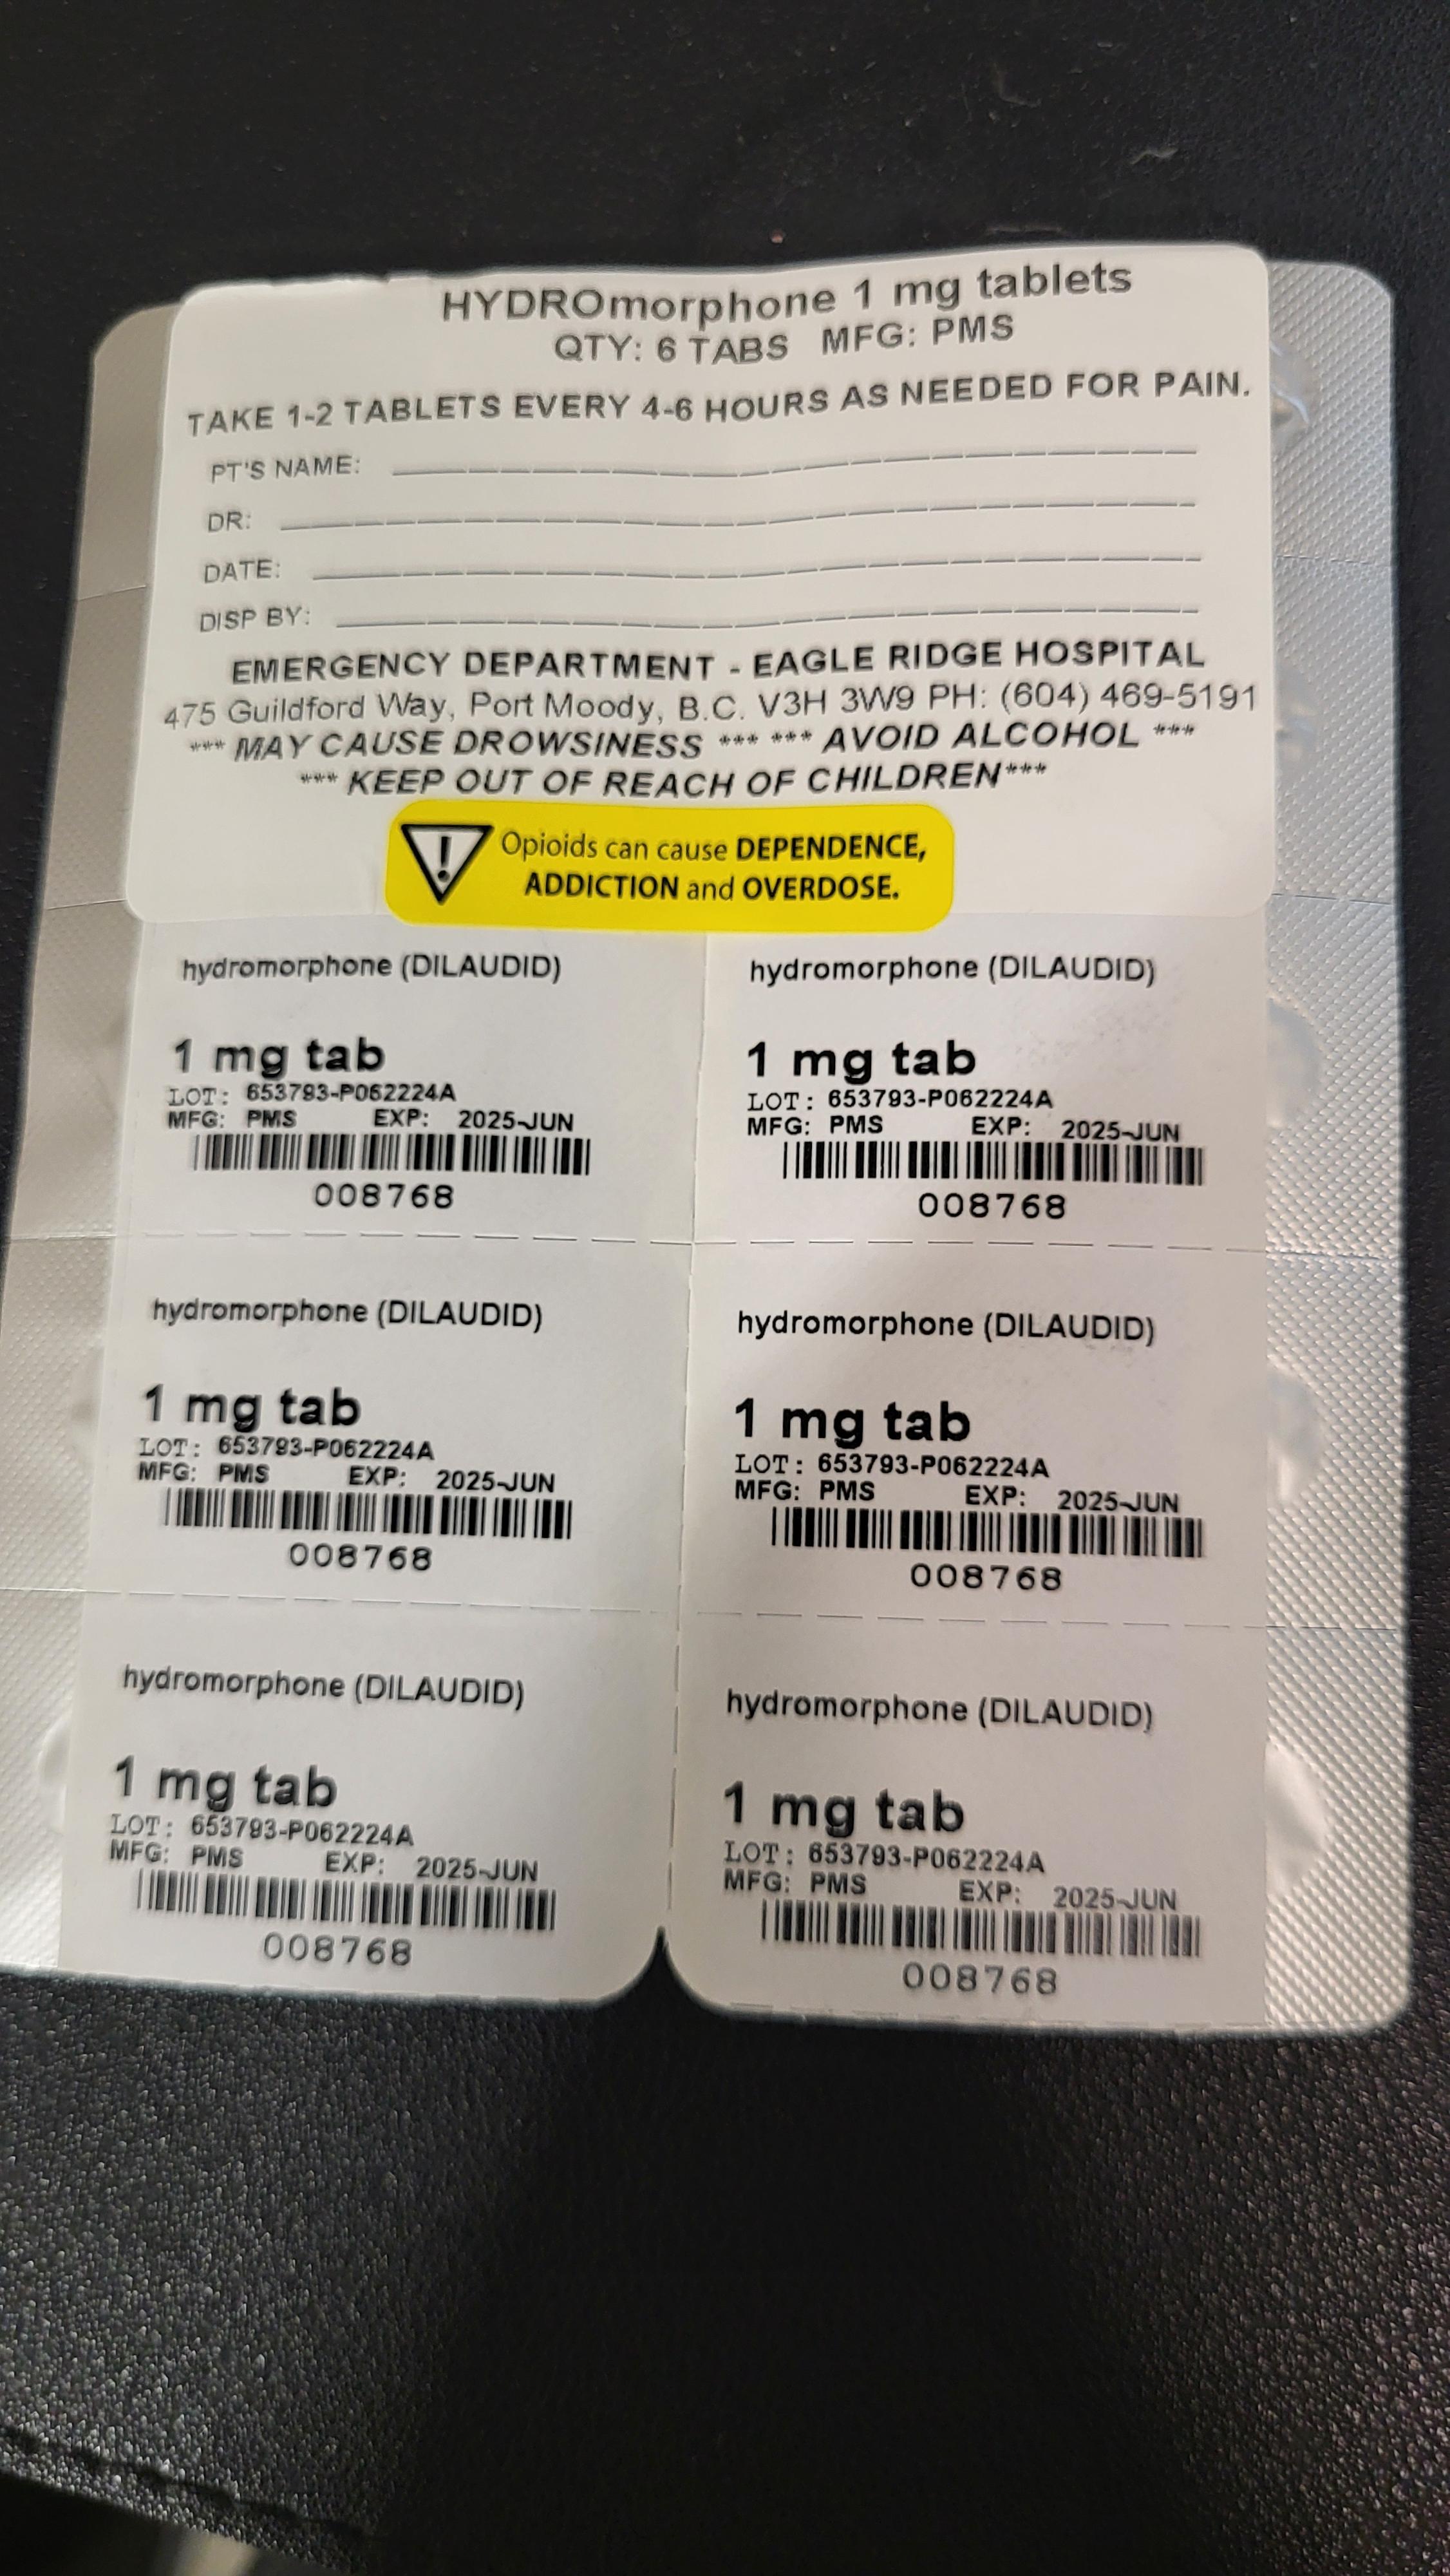 HYDROmorphone 1 mg tablets
QTY: 6 TABS MFG: PMS
TAKE 1-2 TABLETS EVERY 4-6 HOURS AS NEEDED FOR PAIN.
PT'S NAME:
DR:
DATE:
DISP BY:
EMERGENCY DEPARTMENT - EAGLE RIDGE HOSPITAL
475 Guildford Way, Port Moody, B.C. V3H 3W9 PH: (604) 469-5191
*** MAY CAUSE DROWSINESS *** *** AVOID ALCOHOL ***
*** KEEP OUT OF REACH OF CHILDREN***
! Opioids can cause DEPENDENCE,
ADDICTION and OVERDOSE.
hydromorphone (DILAUDID)
1 mg tab
LOT: 653793-P062224A
MFG: PMS EXP: 2025-JUN
008768
hydromorphone (DILAUDID)
1 mg tab
LOT: 653793-P062224A
MFG: PMS EXP: 2025-JUN
008768
hydromorphone (DILAUDID)
1 mg tab
LOT: 653793-P062224A
MFG: PMS EXP: 2025-JUN
008768
hydromorphone (DILAUDID)
1 mg tab
LOT: 653793-P062224A
MFG: PMS EXP: 2025-JUN
008768
hydromorphone (DILAUDID)
1 mg tab
LOT: 653793-P062224A
MFG: PMS EXP: 2025-JUN
008768
hydromorphone (DILAUDID)
1 mg tab
LOT: 653793-P062224A
MFG: PMS EXP: 2025-JUN
008768